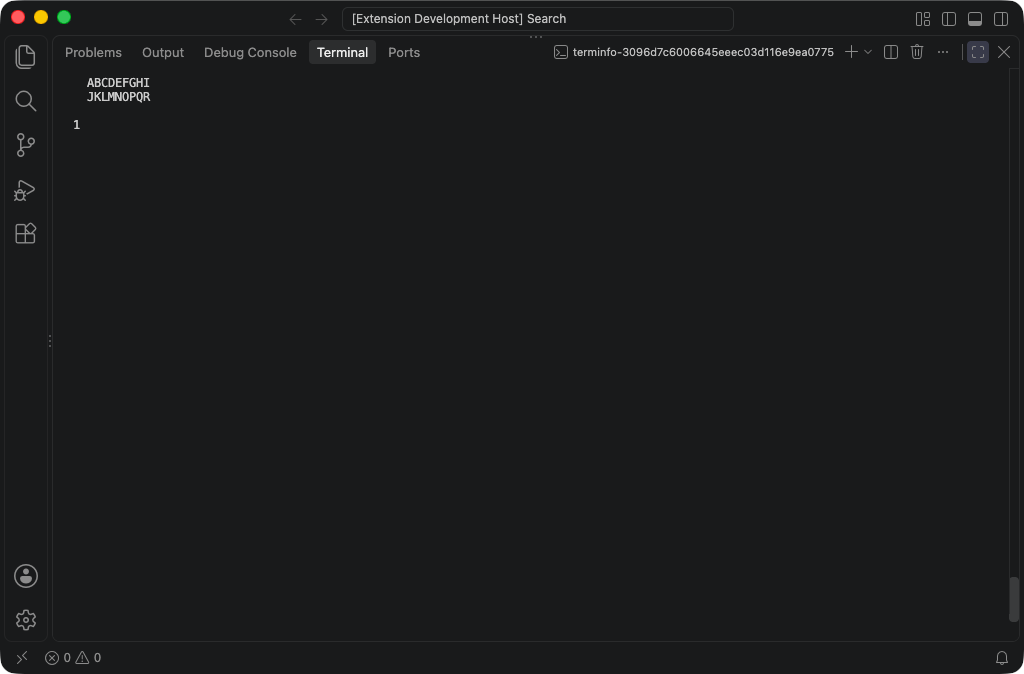 [Extension Development Host] Search
Problems Output Debug Console Terminal Ports terminfo-3096d7c6006645eeec03d116e9ea0775
ABCDEFGHI
JKLMNOPQR
1
0 0